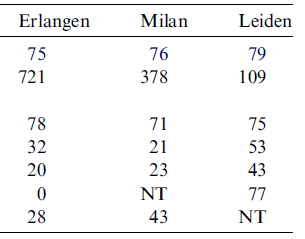 Erlangen Milan Leiden
75 76 79
721 378 109
78 71 75
32 21 53
20 23 43
0 NT 77
28 43 NT